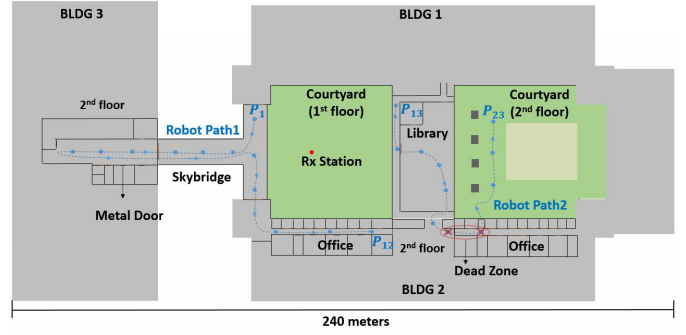 BLDG 3
BLDG 1
2nd floor
Courtyard
(1st floor)
Courtyard
(2nd floor)
P1
P13
P23
Robot Path1
Library
Rx Station
Skybridge
Robot Path2
Metal Door
Office
P12
2nd floor
Office
Dead Zone
BLDG 2
240 meters